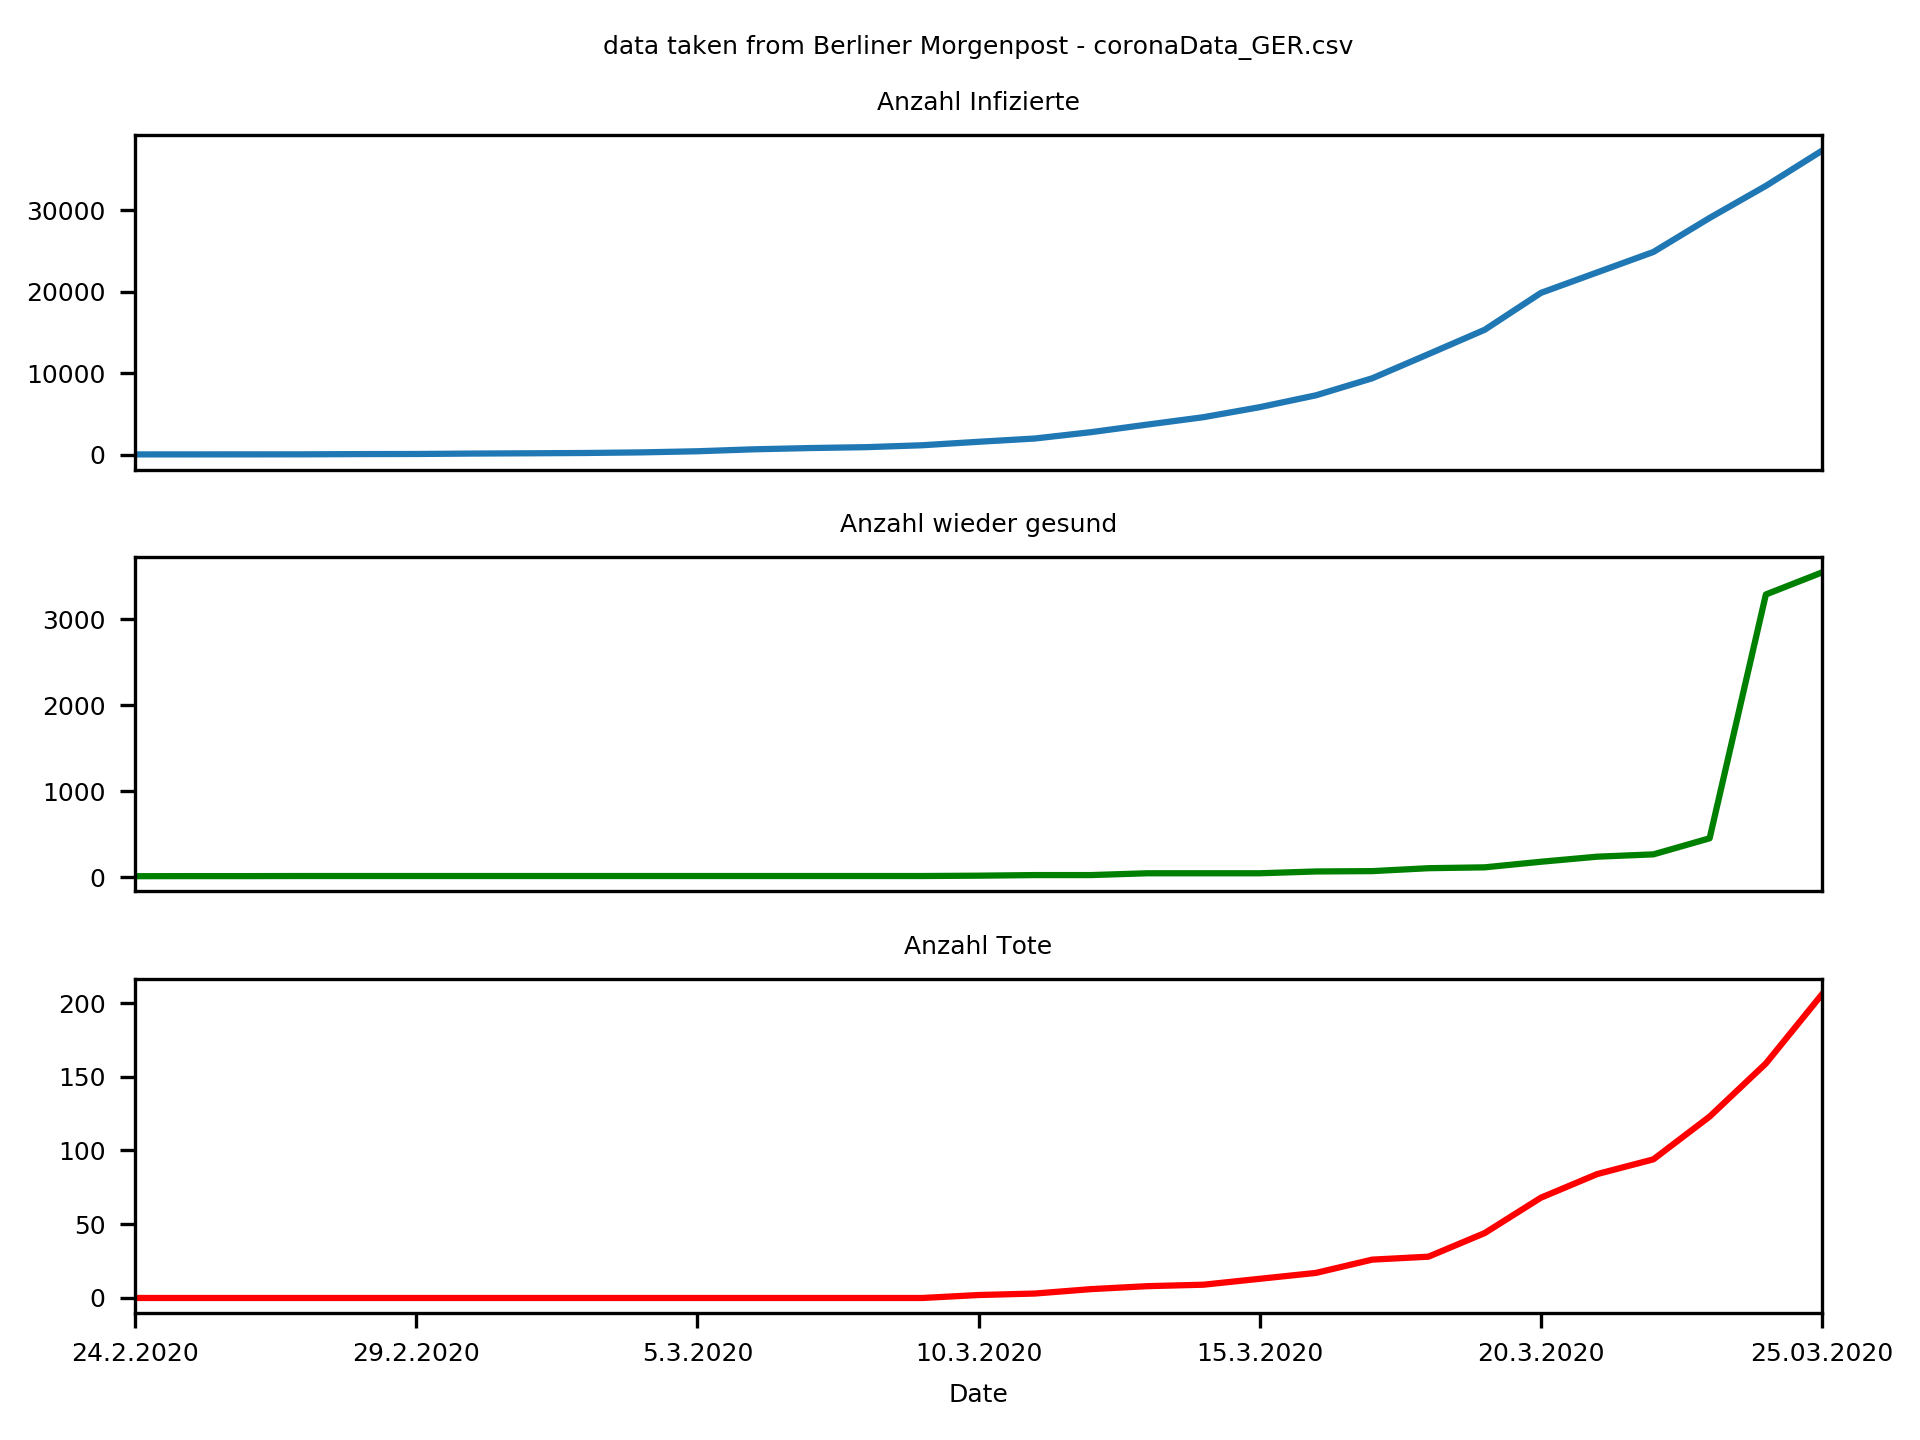 data taken from Berliner Morgenpost - coronaData_GER.csv
Anzahl Infizierte
30000
20000
10000
0
Anzahl wieder gesund
3000
2000
1000
0
Anzahl Tote
200
150
100
50
0
24.2.2020 29.2.2020 5.3.2020 10.3.2020 15.3.2020 20.3.2020 25.03.2020
Date